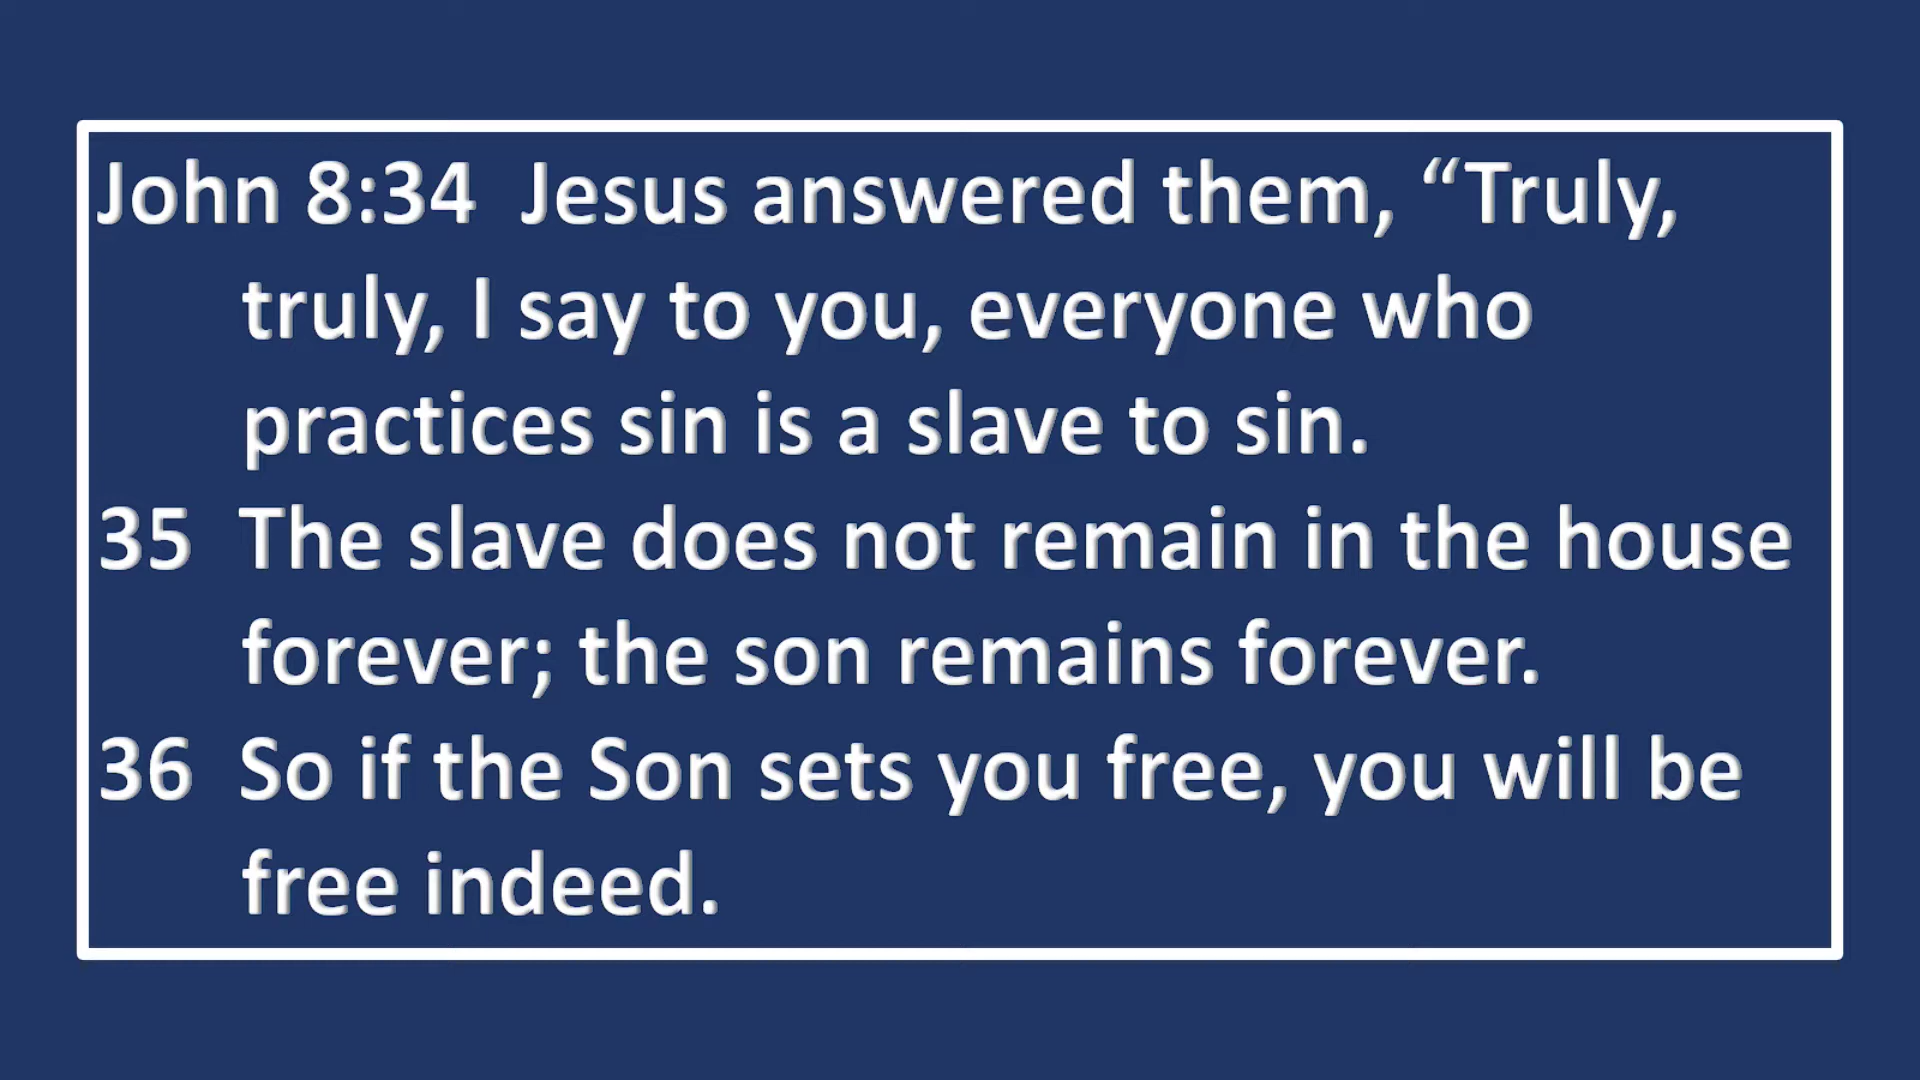 John 8:34  Jesus answered them, “Truly,
truly, I say to you, everyone who
practices sin is a slave to sin.
35  The slave does not remain in the house
forever; the son remains forever.
36  So if the Son sets you free, you will be
free indeed.